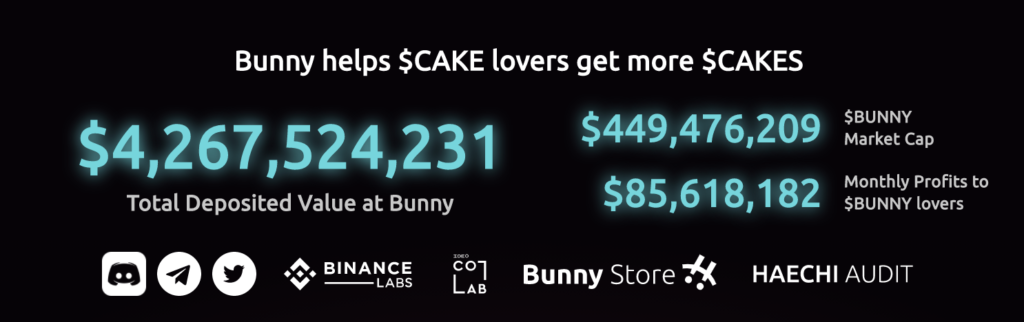 Bunny helps $CAKE lovers get more $CAKES
$4,267,524,231
Total Deposited Value at Bunny
$449,476,209
$BUNNY
Market Cap
$85,618,182
Monthly Profits to
$BUNNY lovers
BINANCE
LABS
CO
LAB
Bunny Store
HAECHI AUDIT